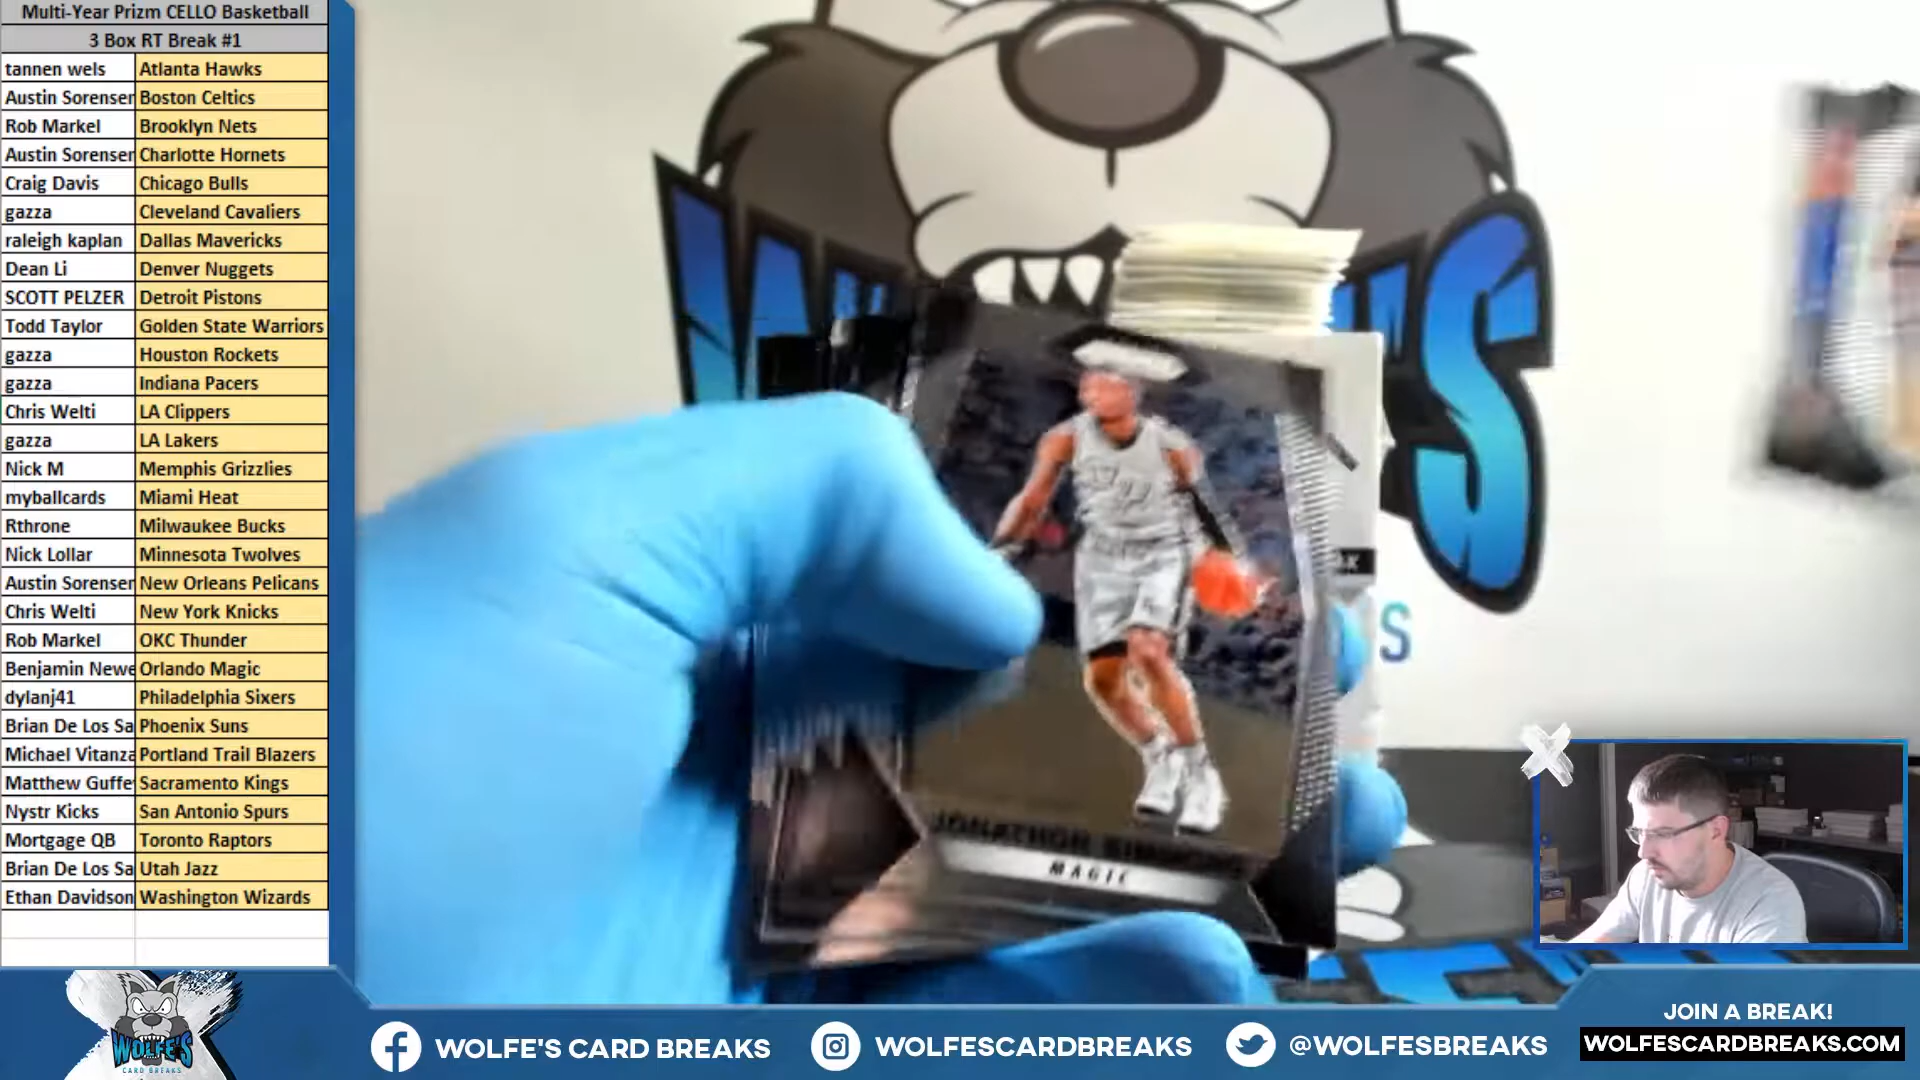 Multi-Year Prizm CELLO Basketball
3 Box RT Break #1
tannen wels Atlanta Hawks
Austin Sorenser Boston Celtics
Rob Markel Brooklyn Nets
Austin Sorenser Charlotte Hornets
Craig Davis Chicago Bulls
gazza Cleveland Cavaliers
raleigh kaplan Dallas Mavericks
Dean Li Denver Nuggets
SCOTT PELZER Detroit Pistons
Todd Taylor Golden State Warriors
gazza Houston Rockets
gazza Indiana Pacers
Chris Welti LA Clippers
gazza LA Lakers
Nick M Memphis Grizzlies
myballcards Miami Heat
Rthrone Milwaukee Bucks
Nick Lollar Minnesota Twolves
Austin Sorenser New Orleans Pelicans
Chris Welti New York Knicks
Rob Markel OKC Thunder
Benjamin Newe Orlando Magic
dylanj41 Philadelphia Sixers
Brian De Los Sa Phoenix Suns
Michael Vitanza Portland Trail Blazers
Matthew Guffe Sacramento Kings
Nystr Kicks San Antonio Spurs
Mortgage QB Toronto Raptors
Brian De Los Sa Utah Jazz
Ethan Davidson Washington Wizards
JONATHON SIMMONS
MAGIC
WOLFE'S
CARD BREAKS
WOLFE'S CARD BREAKS
WOLFESCARDBREAKS
@WOLFESBREAKS
JOIN A BREAK!
WOLFESCARDBREAKS.COM